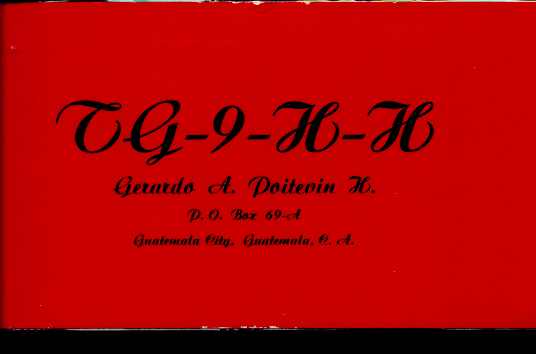 TG-9-H-H
Gerardo A. Poitevin H.
P. O. Box 69-A
Guatemala City, Guatemala, C. A.